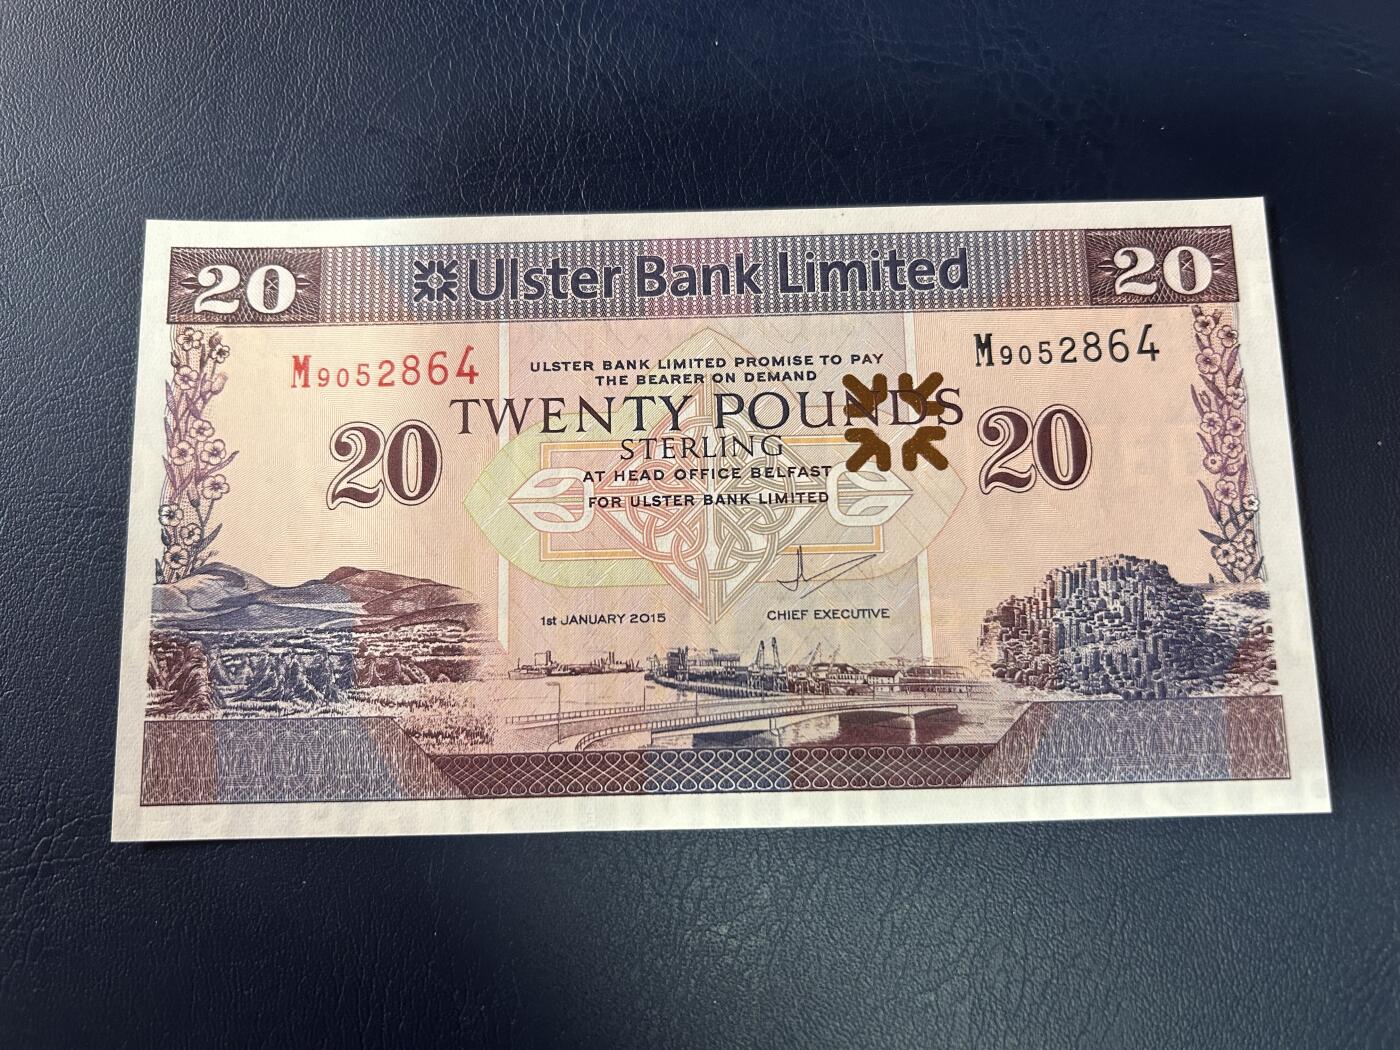 20 Ulster Bank Limited 20
M9052864
M9052864
ULSTER BANK LIMITED PROMISE TO PAY
THE BEARER ON DEMAND
TWENTY POUNDS
20
20
STERLING
AT HEAD OFFICE BELFAST
FOR ULSTER BANK LIMITED
1st JANUARY 2015
CHIEF EXECUTIVE